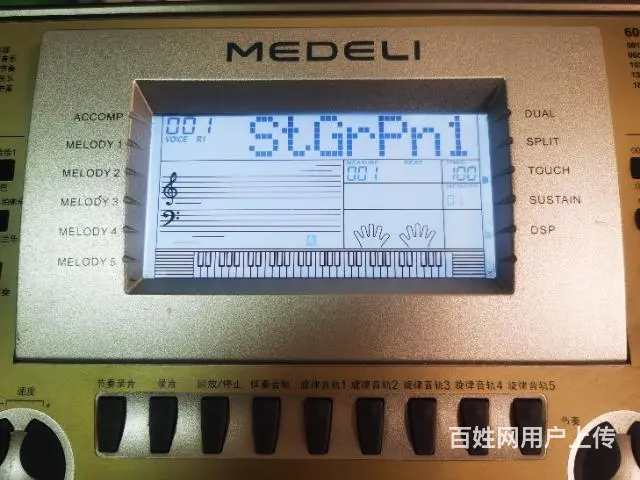 MEDELI
ACCOMP
MELODY 1
MELODY 2
MELODY 3
MELODY 4
MELODY 5
001
VOICE R1
StGrPn1
MEASURE
BEAT
TEMPO
001
100
DUAL
SPLIT
TOUCH
SUSTAIN
DSP
节奏录音
录音
回放/停止
伴奏音轨
旋律音轨1
旋律音轨2
旋律音轨3
旋律音轨4
旋律音轨5
速度
节奏
百姓网用户上传